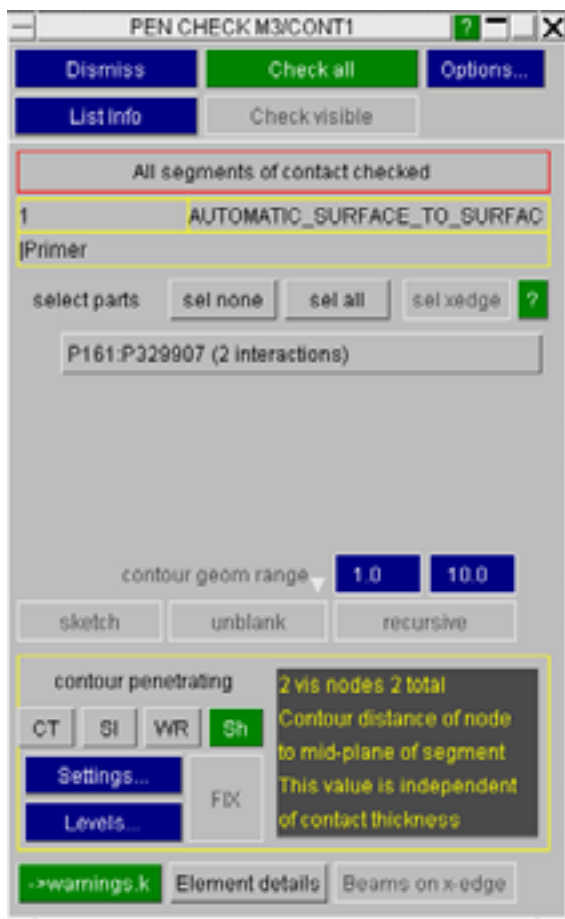 PEN CHECK M3/CONT1 ?
Dismiss Check all Options...
List Info Check visible
All segments of contact checked
1 AUTOMATIC_SURFACE_TO_SURFAC
Primer
select parts sel none sel all sel xedge ?
P161:P329907 (2 interactions)
contour geom range 1.0 10.0
sketch unblank recursive
contour penetrating
CT SI WR Sh
Settings... FIX
Levels...
2 vis nodes 2 total
Contour distance of node
to mid-plane of segment
This value is independent
of contact thickness
->warnings.k Element details Beams on x-edge